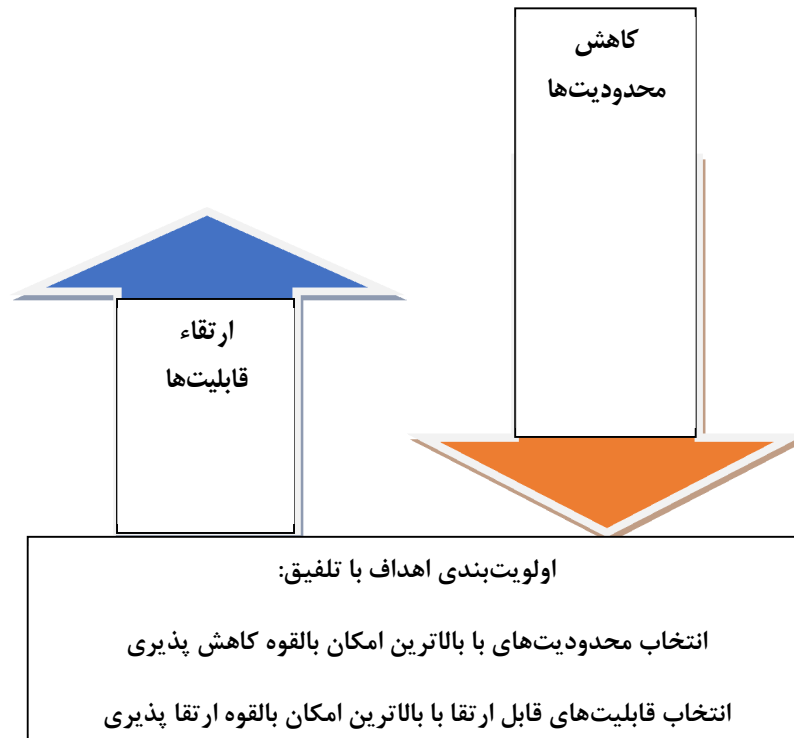 کاهش
محدودیت‌ها
ارتقاء
قابلیت‌ها
اولویت‌بندی اهداف با تلفیق:
انتخاب محدودیت‌های با بالاترین امکان بالقوه کاهش پذیری
انتخاب قابلیت‌های قابل ارتقا با بالاترین امکان بالقوه ارتقا پذیری